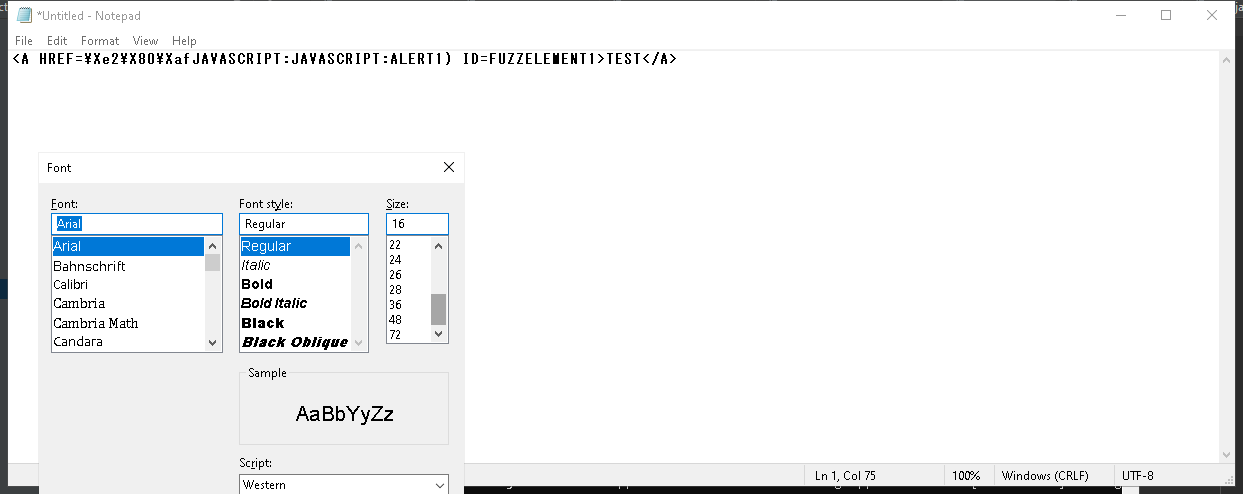 *Untitled - Notepad
File Edit Format View Help
<A HREF=¥Xe2¥X80¥XafJAVASCRIPT:JAVASCRIPT:ALERT1) ID=FUZZELEMENT1>TEST</A>
Font
Font: Font style: Size:
Arial Regular 16
Arial Regular 22
Bahnschrift Italic 24
Calibri Bold 26
Cambria Bold Italic 28
Cambria Math Black 36
Candara Black Oblique 48
72
Sample
AaBbYyZz
Script:
Western
Ln 1, Col 75 100% Windows (CRLF) UTF-8